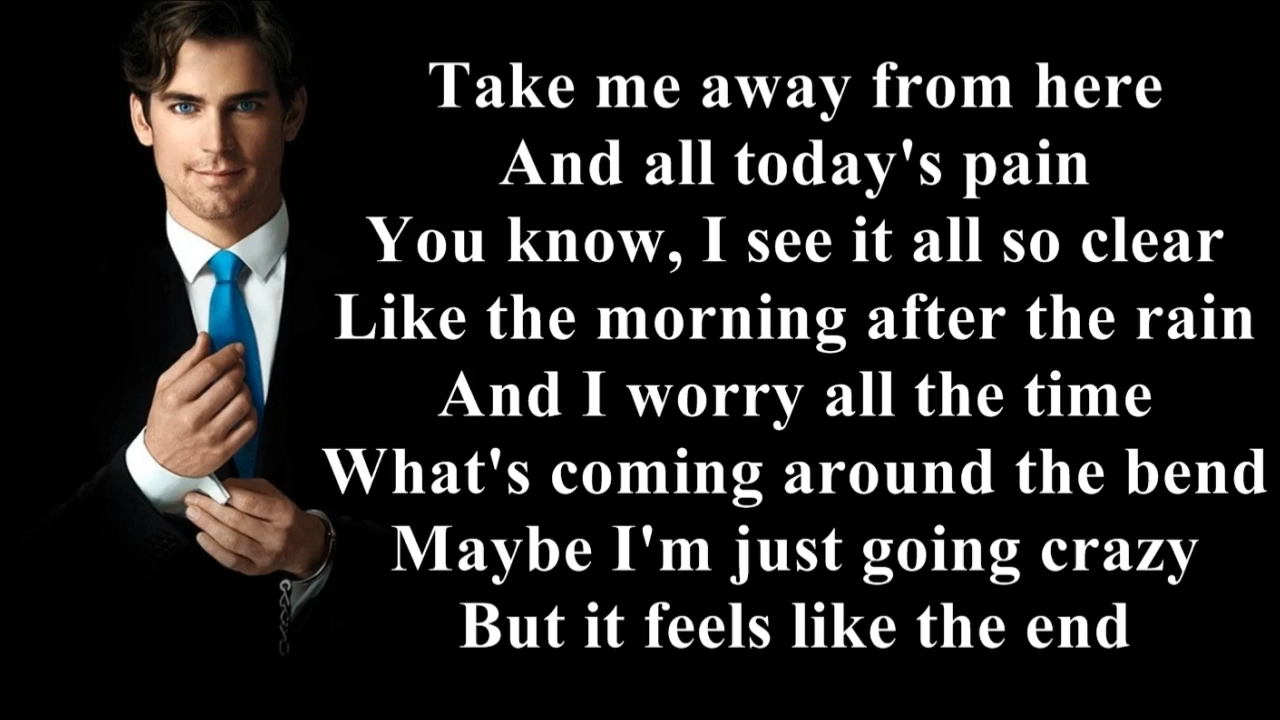 Take me away from here
And all today's pain
You know, I see it all so clear
Like the morning after the rain
And I worry all the time
What's coming around the bend
Maybe I'm just going crazy
But it feels like the end